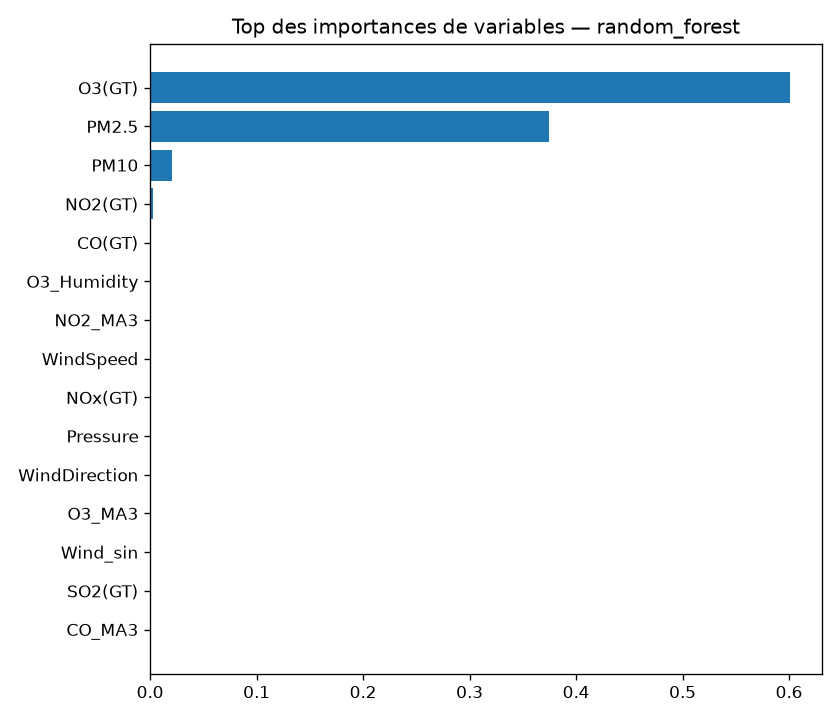 Top des importances de variables — random_forest
O3(GT)
PM2.5
PM10
NO2(GT)
CO(GT)
O3_Humidity
NO2_MA3
WindSpeed
NOx(GT)
Pressure
WindDirection
O3_MA3
Wind_sin
SO2(GT)
CO_MA3
0.0 0.1 0.2 0.3 0.4 0.5 0.6